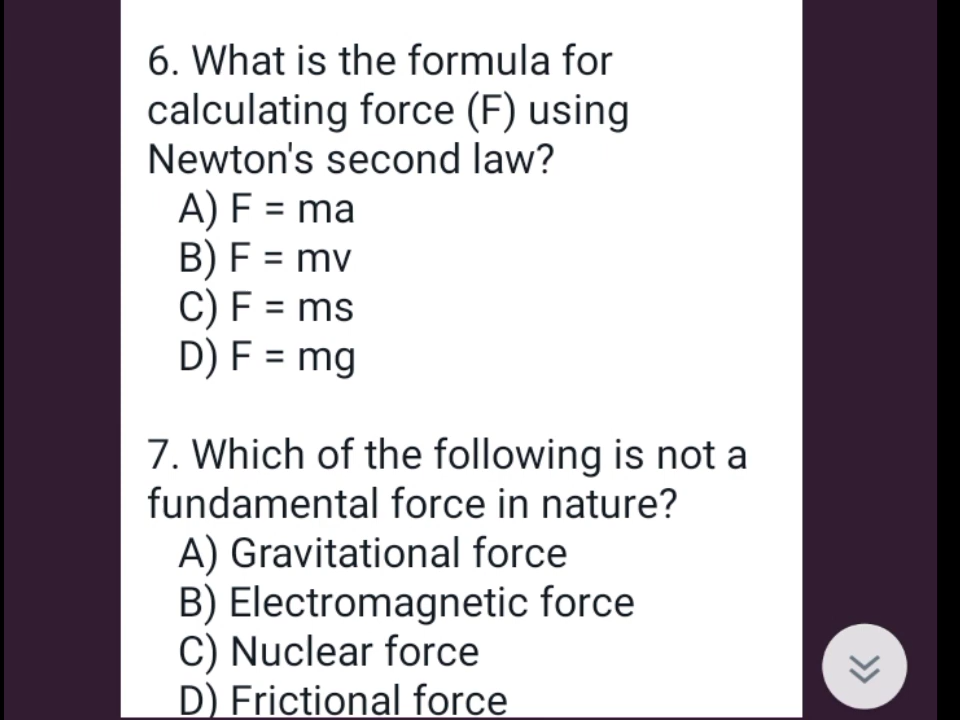 6. What is the formula for
calculating force (F) using
Newton's second law?
A) F = ma
B) F = mv
C) F = ms
D) F = mg
7. Which of the following is not a
fundamental force in nature?
A) Gravitational force
B) Electromagnetic force
C) Nuclear force
D) Frictional force